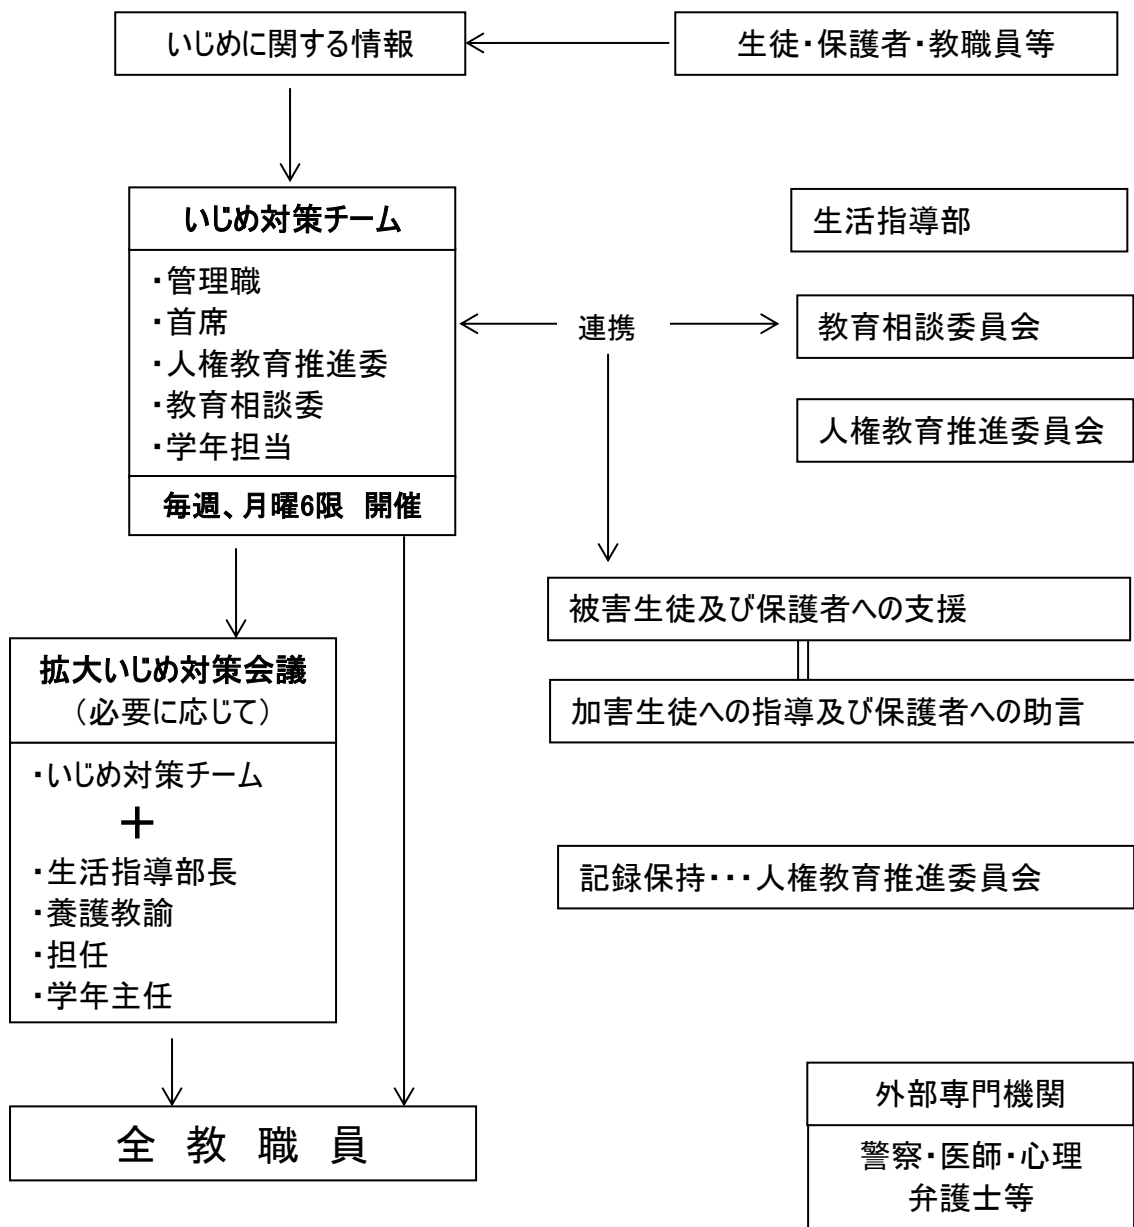 いじめに関する情報
生徒・保護者・教職員等
いじめ対策チーム
・管理職
・首席
・人権教育推進委
・教育相談委
・学年担当
毎週、月曜6限 開催
連携
生活指導部
教育相談委員会
人権教育推進委員会
被害生徒及び保護者への支援
加害生徒への指導及び保護者への助言
記録保持・・・人権教育推進委員会
拡大いじめ対策会議
（必要に応じて）
・いじめ対策チーム
＋
・生活指導部長
・養護教諭
・担任
・学年主任
全 教 職 員
外部専門機関
警察・医師・心理
弁護士等